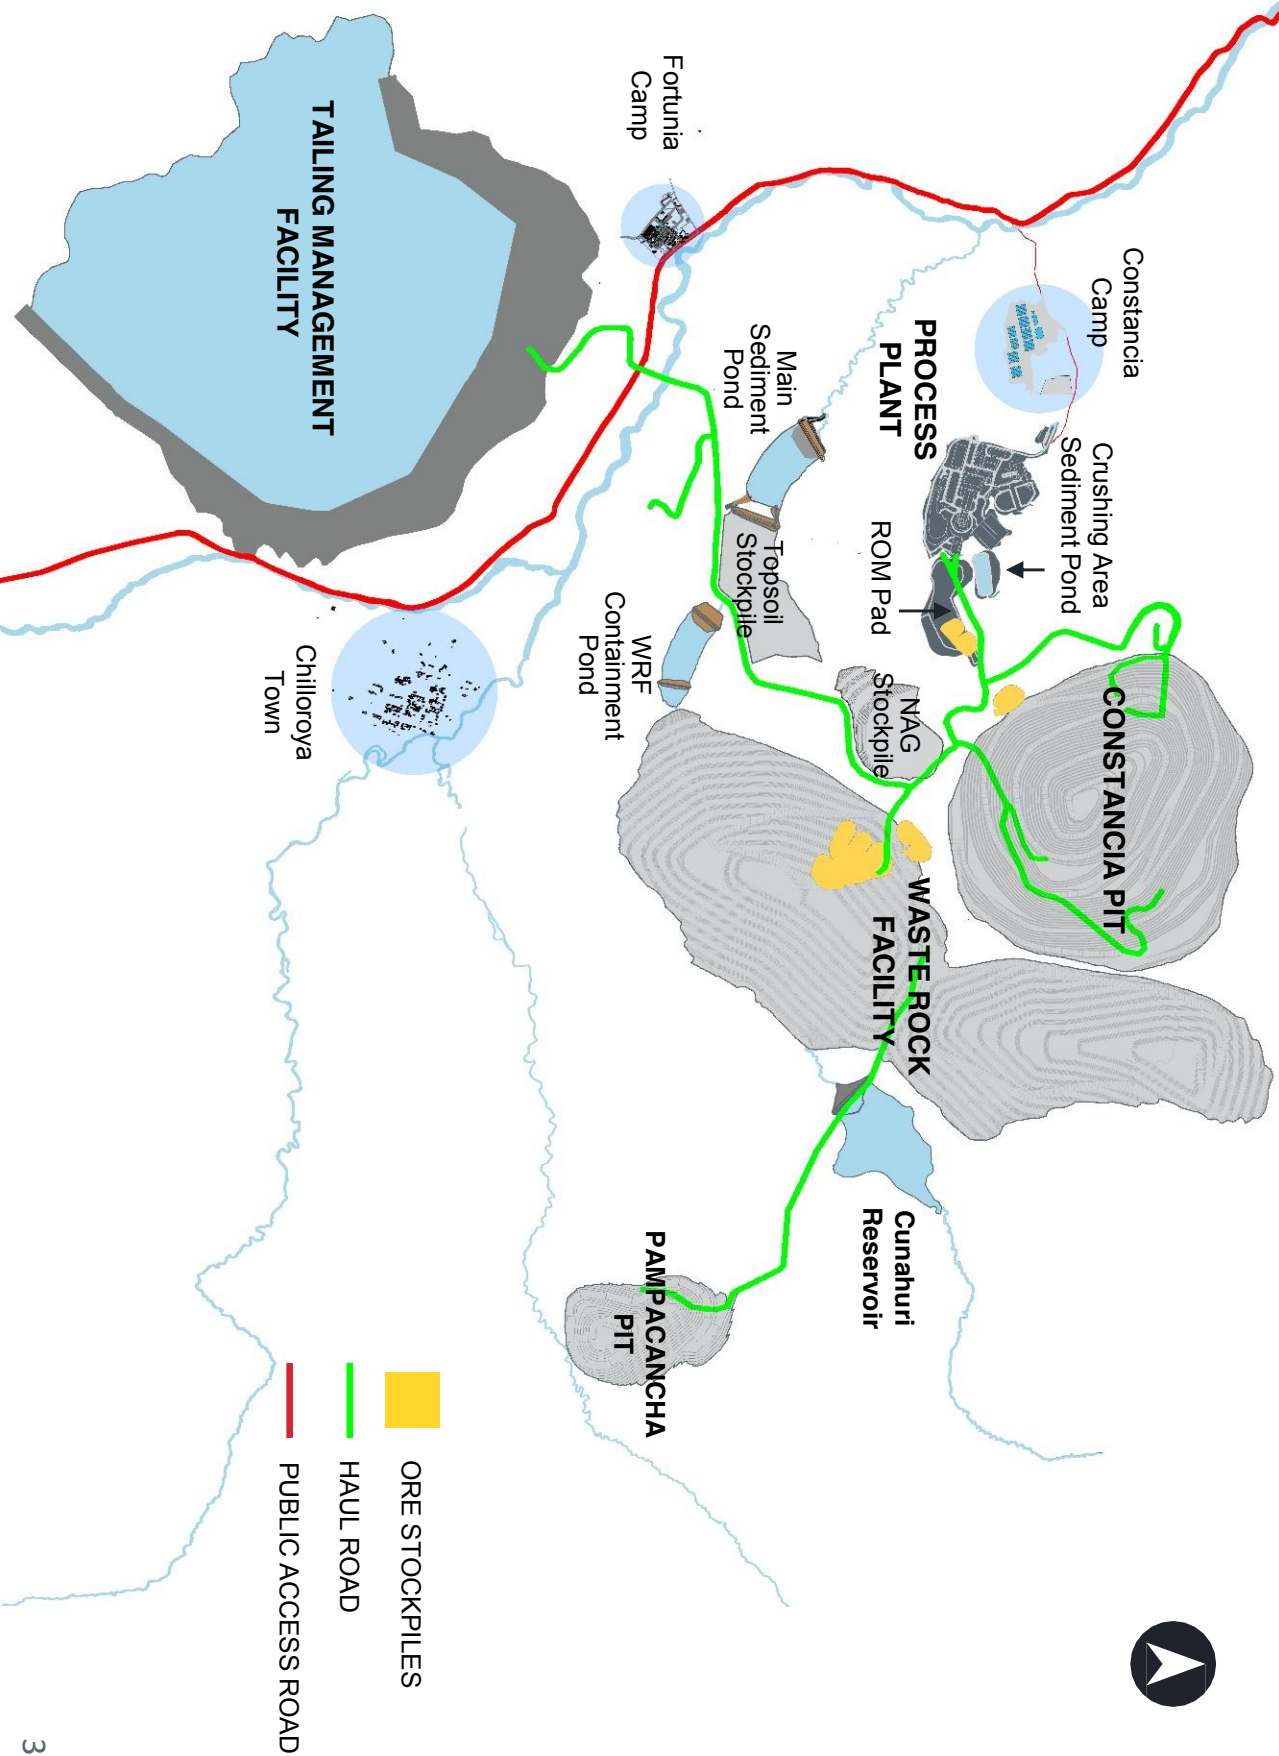 Constancia
Camp
Crushing Area
Sediment Pond
CONSTANCIA PIT
PROCESS
PLANT
ROM Pad
NAG
Stockpile
WASTE ROCK
FACILITY
Cunahuri
Reservoir
Main
Sediment
Pond
Topsoil
Stockpile
Fortunia
Camp
WRF
Containment
Pond
PAMPACANCHA
PIT
TAILING MANAGEMENT
FACILITY
Chilloroya
Town
ORE STOCKPILES
HAUL ROAD
PUBLIC ACCESS ROAD
3